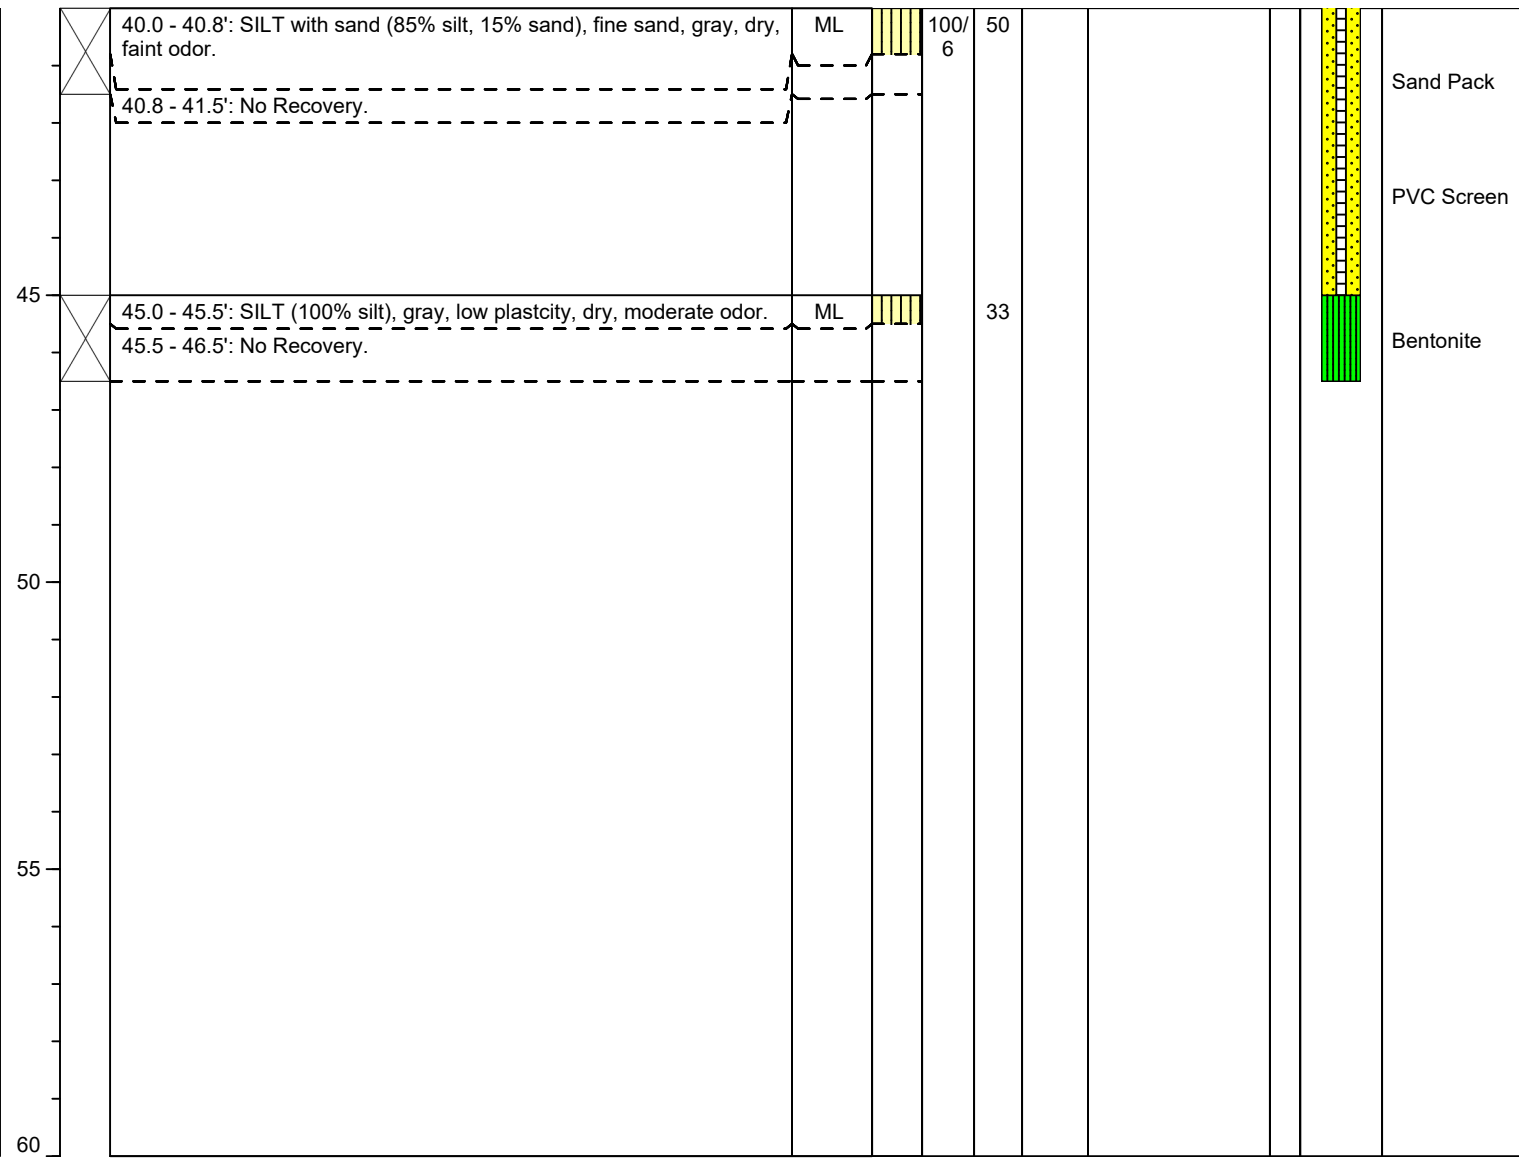 40.0 - 40.8': SILT with sand (85% silt, 15% sand), fine sand, gray, dry,
faint odor.
ML
100/
6
50
Sand Pack
40.8 - 41.5': No Recovery.
PVC Screen
45
45.0 - 45.5': SILT (100% silt), gray, low plastcity, dry, moderate odor.
ML
33
45.5 - 46.5': No Recovery.
Bentonite
50
55
60